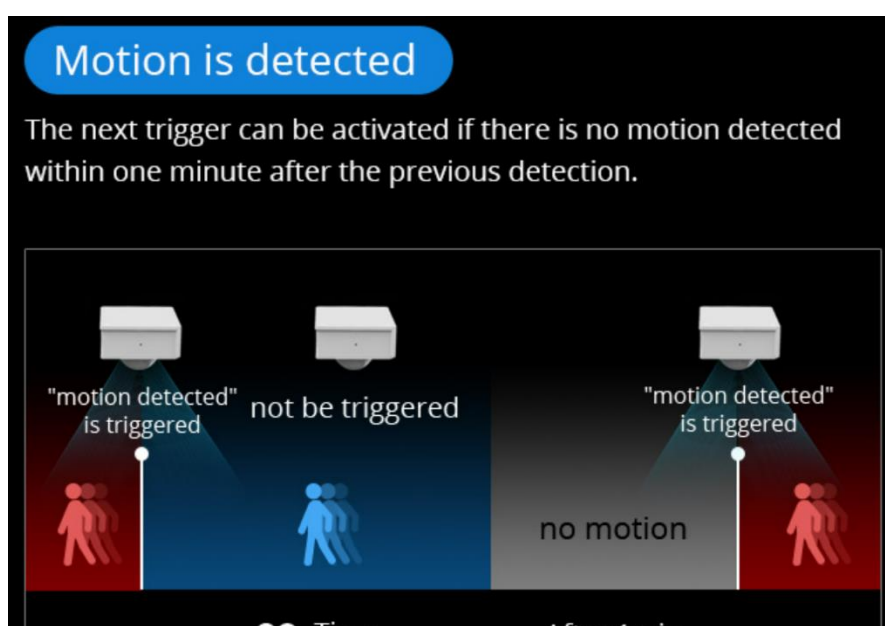 Motion is detected
The next trigger can be activated if there is no motion detected
within one minute after the previous detection.
"motion detected"
is triggered
not be triggered
"motion detected"
is triggered
no motion